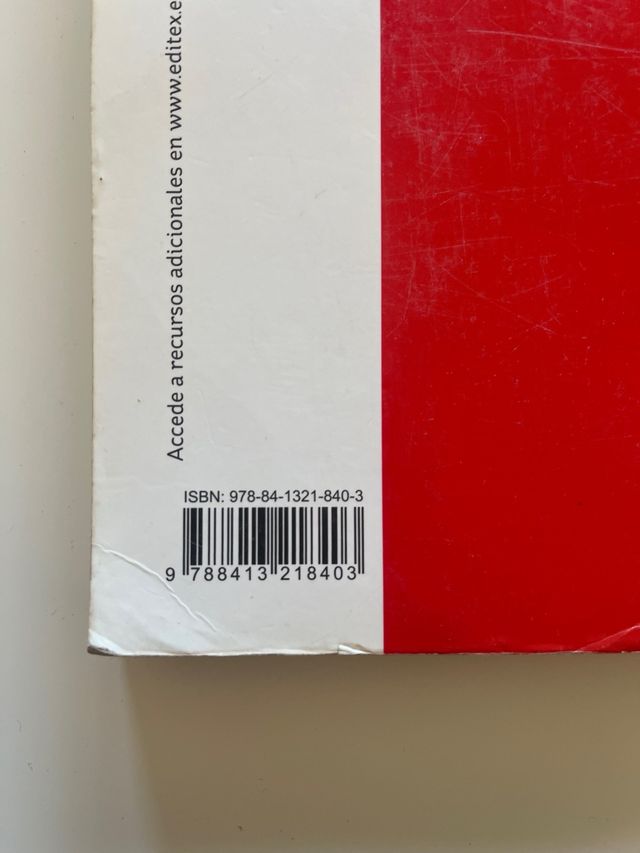 Accede a recursos adicionales en www.editex.e
ISBN: 978-84-1321-840-3
9 788413 218403